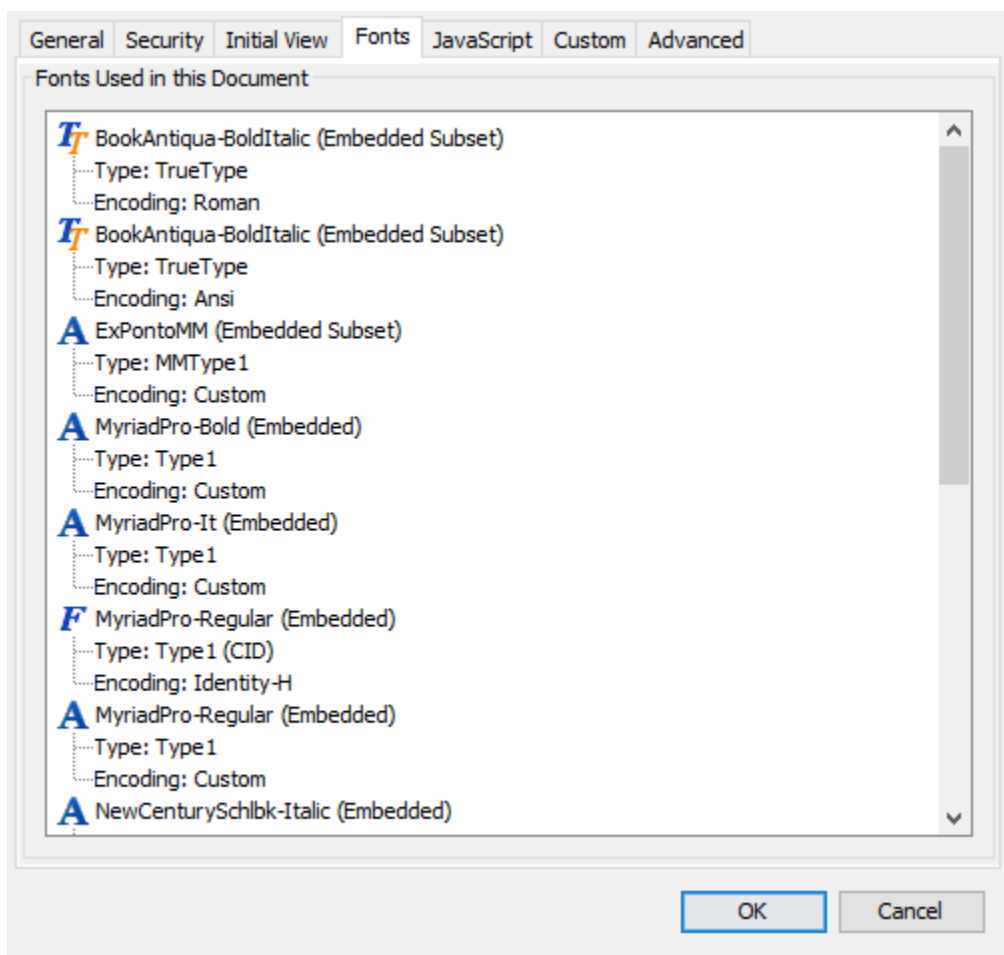 General Security Initial View Fonts JavaScript Custom Advanced
Fonts Used in this Document
BookAntiqua-BoldItalic (Embedded Subset)
Type: TrueType
Encoding: Roman
BookAntiqua-BoldItalic (Embedded Subset)
Type: TrueType
Encoding: Ansi
ExPontoMM (Embedded Subset)
Type: MMType1
Encoding: Custom
MyriadPro-Bold (Embedded)
Type: Type1
Encoding: Custom
MyriadPro-It (Embedded)
Type: Type1
Encoding: Custom
MyriadPro-Regular (Embedded)
Type: Type1 (CID)
Encoding: Identity-H
MyriadPro-Regular (Embedded)
Type: Type1
Encoding: Custom
NewCenturySchlbk-Italic (Embedded)
OK Cancel